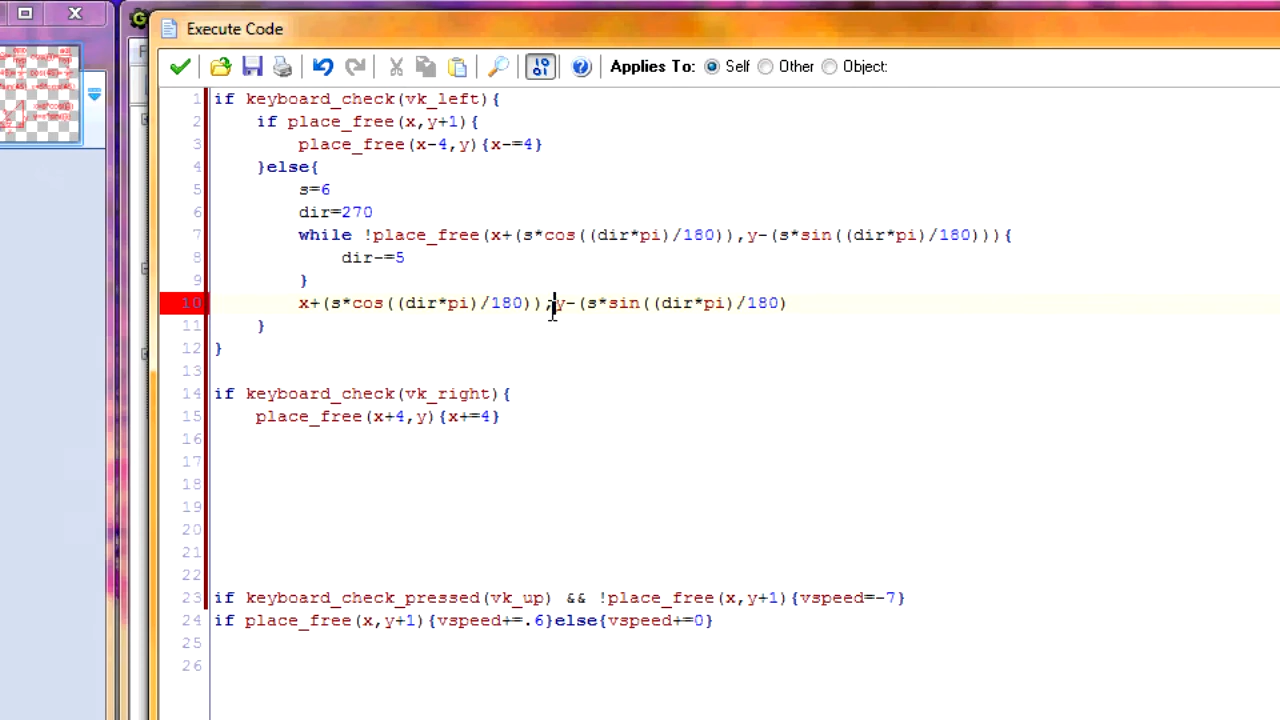 Execute Code
Applies To: Self Other Object:
1 if keyboard_check(vk_left){
2 if place_free(x,y+1){
3 place_free(x-4,y){x-=4}
4 }else{
5 s=6
6 dir=270
7 while !place_free(x+(s*cos((dir*pi)/180)),y-(s*sin((dir*pi)/180))){
8 dir-=5
9 }
10 x+(s*cos((dir*pi)/180));y-(s*sin((dir*pi)/180)
11 }
12 }
13
14 if keyboard_check(vk_right){
15 place_free(x+4,y){x+=4}
16
17
18
19
20
21
22
23 if keyboard_check_pressed(vk_up) && !place_free(x,y+1){vspeed=-7}
24 if place_free(x,y+1){vspeed+=.6}else{vspeed+=0}
25
26